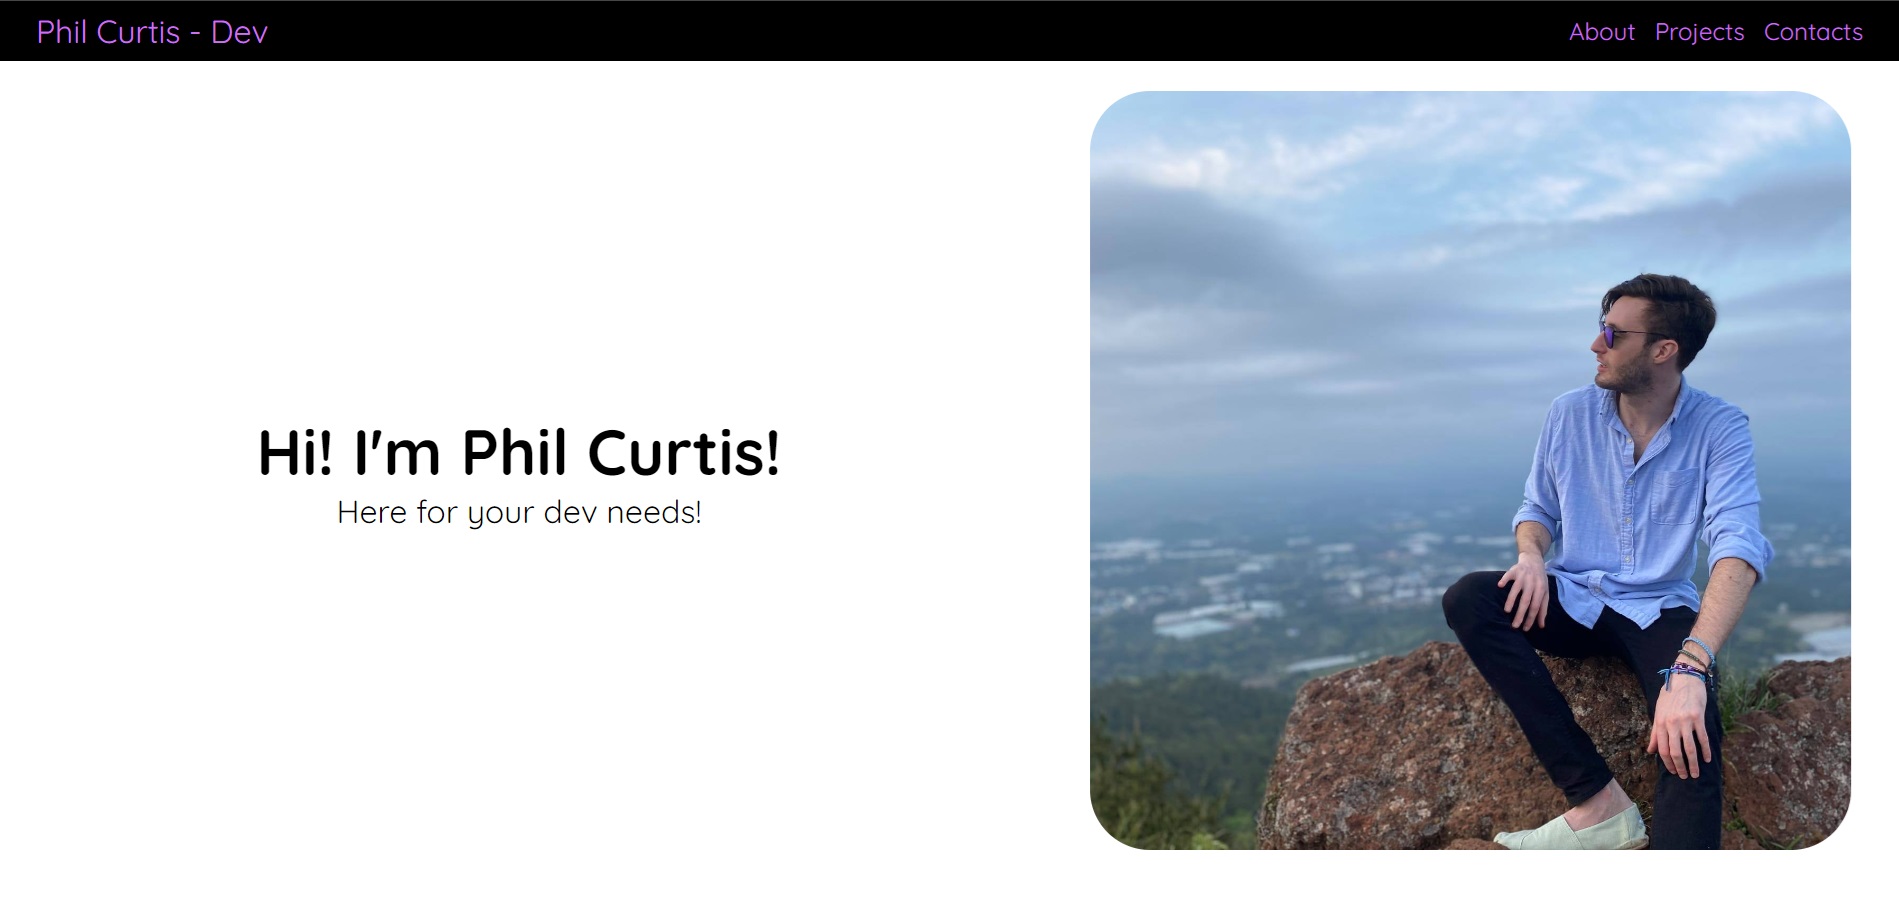 Phil Curtis - Dev
About Projects Contacts
Hi! I'm Phil Curtis!
Here for your dev needs!